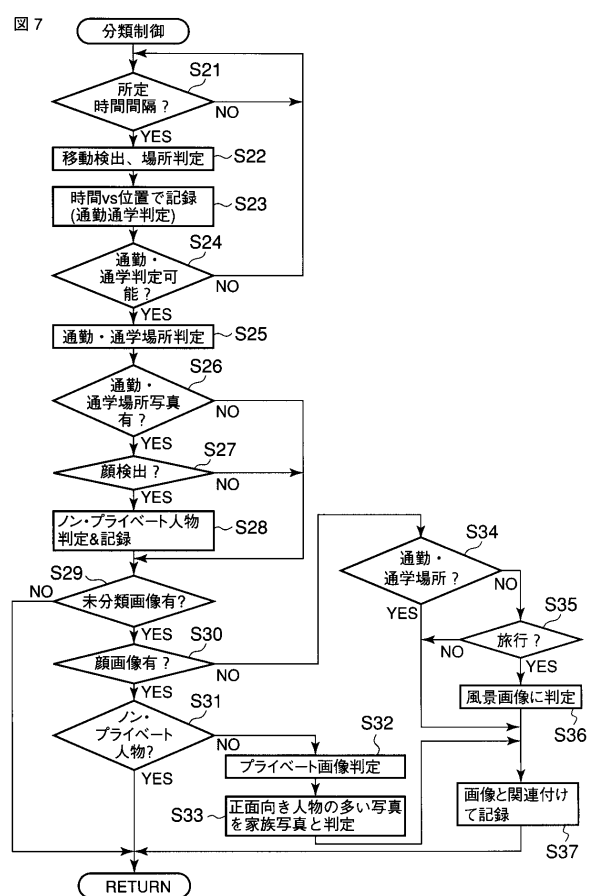 図7
分類制御
S21
所定
時間間隔?
NO
YES
移動検出、場所判定
S22
時間vs位置で記録
(通勤通学判定)
S23
S24
通勤・
通学判定可
能?
NO
YES
通勤・通学場所判定
S25
S26
通勤・
通学場所写真
有?
NO
YES
S27
顔検出?
NO
YES
ノン・プライベート人物
判定&記録
S28
S29
NO
未分類画像有?
YES
S30
顔画像有?
NO
YES
S31
ノン・
プライベート
人物?
NO
YES
S32
プライベート画像判定
S33
正面向き人物の多い写真
を家族写真と判定
S34
通勤・
通学場所?
NO
YES
S35
旅行?
NO
YES
風景画像に判定
S36
画像と関連付け
て記録
S37
RETURN